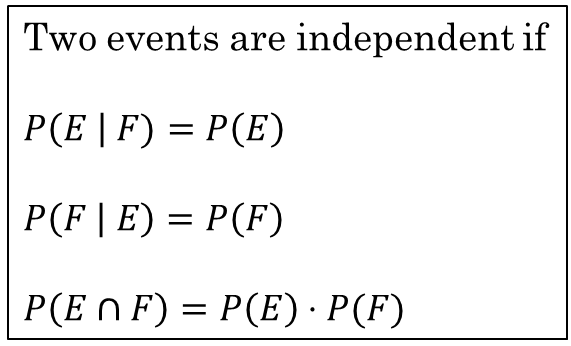 Two events are independent if
P(E | F) = P(E)
P(F | E) = P(F)
P(E ∩ F) = P(E) · P(F)